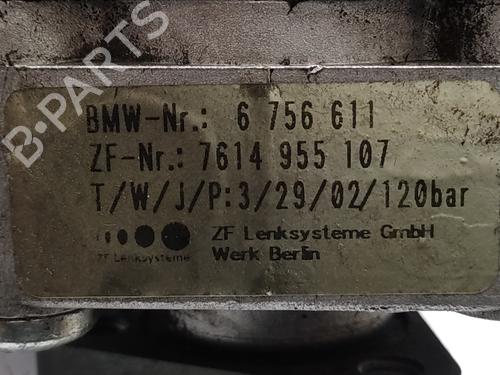 BMW-Nr.: 6 756 611
ZF-Nr.: 7614 955 107
T/W/J/P:3/29/02/120bar
ZF Lenksysteme GmbH
ZF Lenksysteme
Werk Berlin
B-PARTS